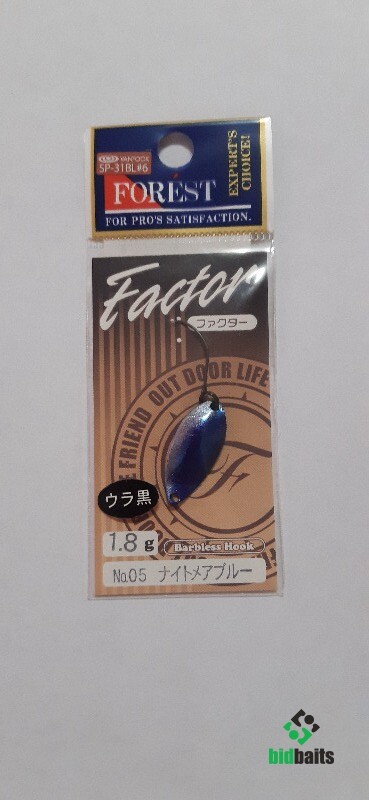 VANFOOK
SP-31BL#6
FOREST
EXPERT'S
CHOICE!
FOR PRO'S SATISFACTION.
Factor
ファクター
FRIEND OUT DOOR LIFE
ウラ黒
1.8g
Barbless Hook
No.05 ナイトメアブルー
bidbaits